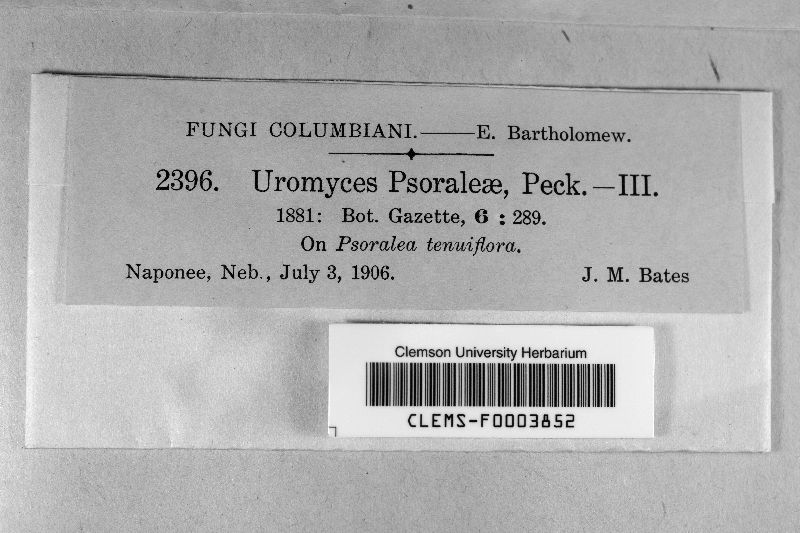 FUNGI COLUMBIANI.——E. Bartholomew.
2396. Uromyces Psoraleæ, Peck.—III.
1881: Bot. Gazette, 6 : 289.
On Psoralea tenuiflora.
Naponee, Neb., July 3, 1906. J. M. Bates
Clemson University Herbarium
CLEMS-F0003852